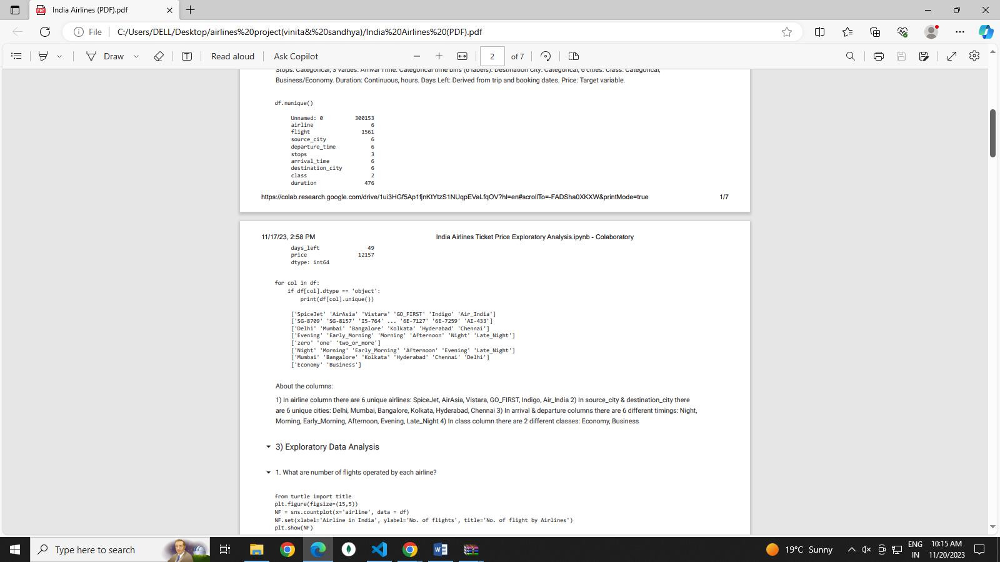 India Airlines (PDF).pdf
File
C:/Users/DELL/Desktop/airlines%20project(vinita&%20sandhya)/India%20Airlines%20(PDF).pdf
Draw
Read aloud
Ask Copilot
2
of 7
Stops: Categorical, 3 values. Arrival Time: Categorical time bins (6 labels). Destination City: Categorical, 6 cities. Class: Categorical,
Business/Economy. Duration: Continuous, hours. Days Left: Derived from trip and booking dates. Price: Target variable.
df.nunique()
Unnamed: 0 300153
airline 6
flight 1561
source_city 6
departure_time 6
stops 3
arrival_time 6
destination_city 6
class 2
duration 476
https://colab.research.google.com/drive/1ui3HGf5Ap1fjnKtYtzS1NUqpEVaLfqOV?hl=en#scrollTo=-FADSha0XKXW&printMode=true 1/7
11/17/23, 2:58 PM India Airlines Ticket Price Exploratory Analysis.ipynb - Colaboratory
days_left 49
price 12157
dtype: int64
for col in df:
if df[col].dtype == 'object':
print(df[col].unique())
['SpiceJet' 'AirAsia' 'Vistara' 'GO_FIRST' 'Indigo' 'Air_India']
['SG-8709' 'SG-8157' 'I5-764' ... '6E-7127' '6E-7259' 'AI-433']
['Delhi' 'Mumbai' 'Bangalore' 'Kolkata' 'Hyderabad' 'Chennai']
['Evening' 'Early_Morning' 'Morning' 'Afternoon' 'Night' 'Late_Night']
['zero' 'one' 'two_or_more']
['Night' 'Morning' 'Early_Morning' 'Afternoon' 'Evening' 'Late_Night']
['Mumbai' 'Bangalore' 'Kolkata' 'Hyderabad' 'Chennai' 'Delhi']
['Economy' 'Business']
About the columns:
1) In airline column there are 6 unique airlines: SpiceJet, AirAsia, Vistara, GO_FIRST, Indigo, Air_India 2) In source_city & destination_city there
are 6 unique cities: Delhi, Mumbai, Bangalore, Kolkata, Hyderabad, Chennai 3) In arrival & departure columns there are 6 different timings: Night,
Morning, Early_Morning, Afternoon, Evening, Late_Night 4) In class column there are 2 different classes: Economy, Business
3) Exploratory Data Analysis
1. What are number of flights operated by each airline?
from turtle import title
plt.figure(figsize=(15,5))
NF = sns.countplot(x='airline', data = df)
NF.set(xlabel='Airline in India', ylabel='No. of flights', title='No. of flight by Airlines')
plt.show(NF)
Type here to search
19°C Sunny
ENG
IN
10:15 AM
11/20/2023